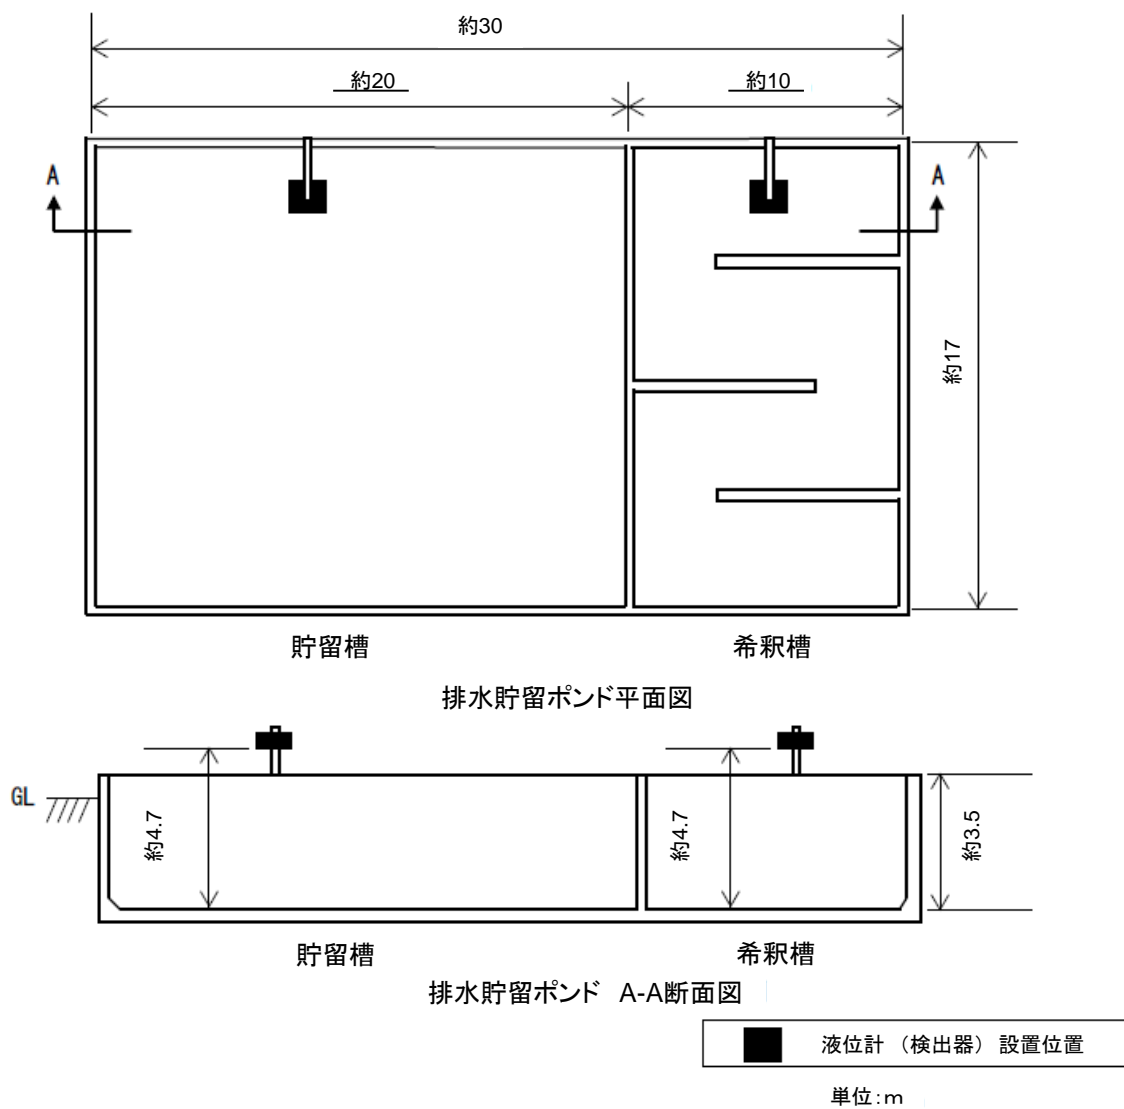 約30
約20
約10
A
A
約17
貯留槽
希釈槽
排水貯留ポンド平面図
GL
約4.7
約4.7
約3.5
貯留槽
希釈槽
排水貯留ポンド A-A断面図
液位計 （検出器） 設置位置
単位：m